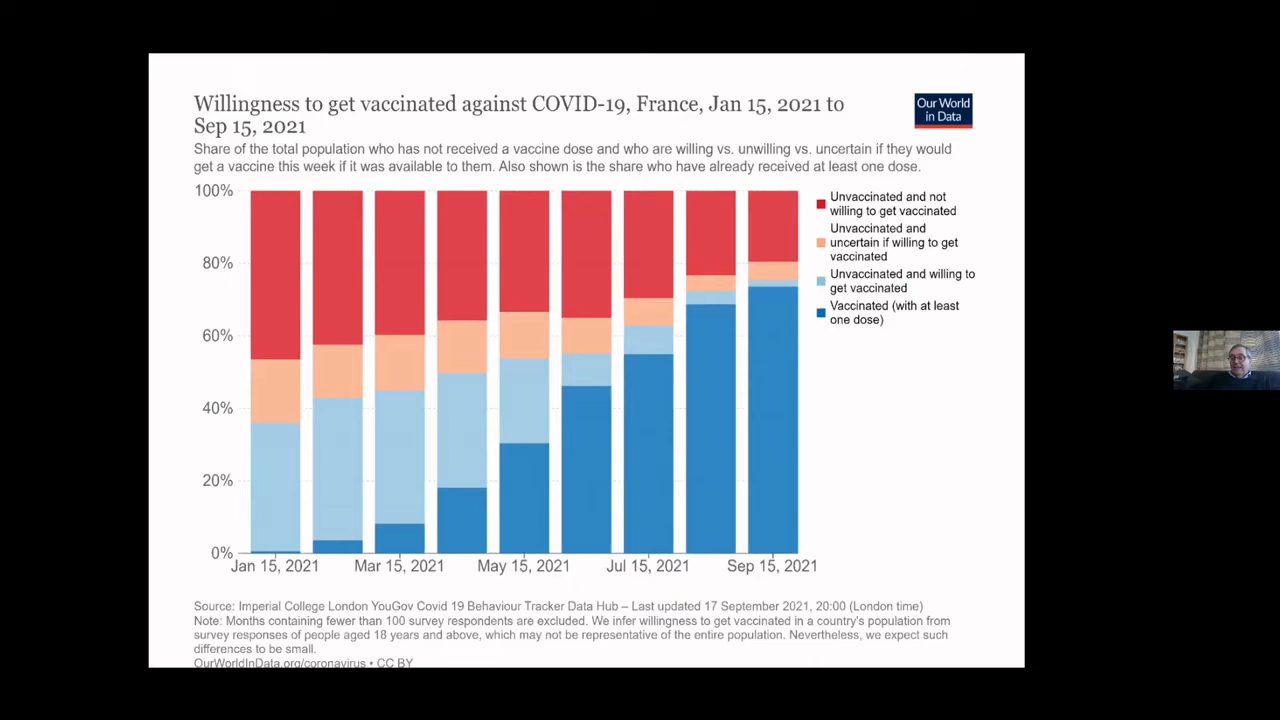 Willingness to get vaccinated against COVID-19, France, Jan 15, 2021 to
Sep 15, 2021
Our World
in Data
Share of the total population who has not received a vaccine dose and who are willing vs. unwilling vs. uncertain if they would
get a vaccine this week if it was available to them. Also shown is the share who have already received at least one dose.
100%
80%
60%
40%
20%
0%
Jan 15, 2021
Mar 15, 2021
May 15, 2021
Jul 15, 2021
Sep 15, 2021
Unvaccinated and not
willing to get vaccinated
Unvaccinated and
uncertain if willing to get
vaccinated
Unvaccinated and willing to
get vaccinated
Vaccinated (with at least
one dose)
Source: Imperial College London YouGov Covid 19 Behaviour Tracker Data Hub – Last updated 17 September 2021, 20:00 (London time)
Note: Months containing fewer than 100 survey respondents are excluded. We infer willingness to get vaccinated in a country's population from
survey responses of people aged 18 years and above, which may not be representative of the entire population. Nevertheless, we expect such
differences to be small.
OurWorldInData.org/coronavirus • CC BY